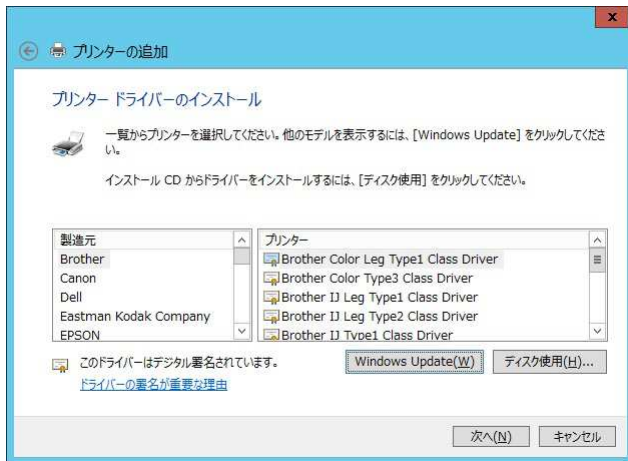 x
プリンターの追加
プリンター ドライバーのインストール
一覧からプリンターを選択してください。他のモデルを表示するには、[Windows Update] をクリックしてくださ
い。
インストール CD からドライバーをインストールするには、[ディスク使用] をクリックしてください。
製造元
Brother
Canon
Dell
Eastman Kodak Company
EPSON
プリンター
Brother Color Leg Type1 Class Driver
Brother Color Type3 Class Driver
Brother IJ Leg Type1 Class Driver
Brother IJ Leg Type2 Class Driver
Brother IJ Type1 Class Driver
このドライバーはデジタル署名されています。
ドライバーの署名が重要な理由
Windows Update(W)
ディスク使用(H)...
次へ(N)
キャンセル